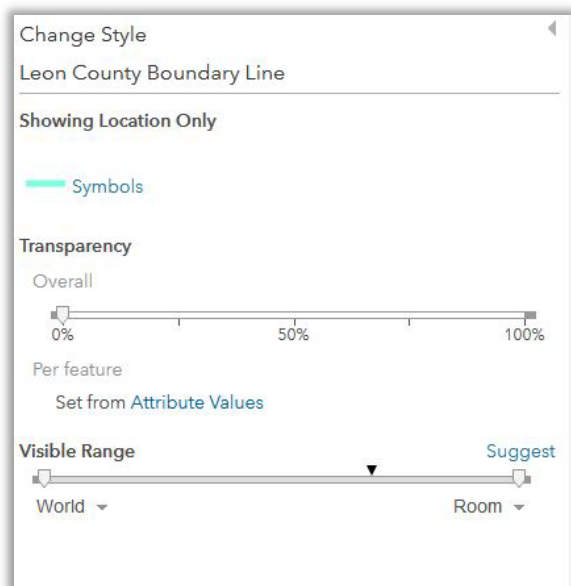 Change Style
Leon County Boundary Line
Showing Location Only
Symbols
Transparency
Overall
0% 50% 100%
Per feature
Set from Attribute Values
Visible Range Suggest
World Room